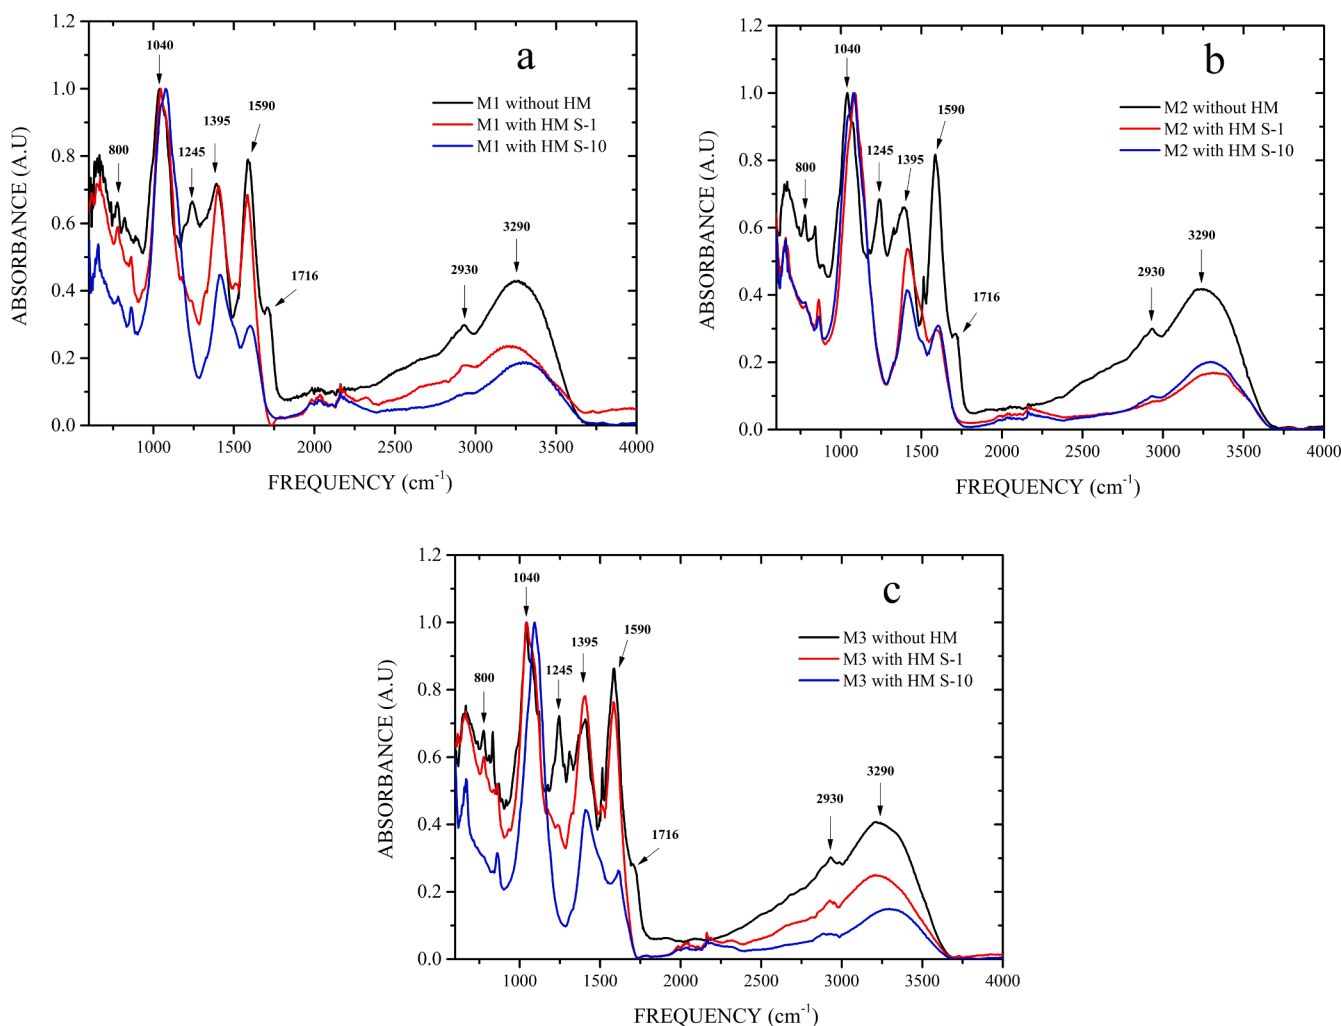 a
1040
800
1245
1395
1590
1716
2930
3290
M1 without HM
M1 with HM S-1
M1 with HM S-10
ABSORBANCE (A.U)
1.2
1.0
0.8
0.6
0.4
0.2
0.0
1000 1500 2000 2500 3000 3500 4000
FREQUENCY (cm-1)
b
1040
800
1245
1395
1590
1716
2930
3290
M2 without HM
M2 with HM S-1
M2 with HM S-10
ABSORBANCE (A.U)
1.2
1.0
0.8
0.6
0.4
0.2
0.0
1000 1500 2000 2500 3000 3500 4000
FREQUENCY (cm-1)
c
1040
800
1245
1395
1590
1716
2930
3290
M3 without HM
M3 with HM S-1
M3 with HM S-10
ABSORBANCE (A.U)
1.2
1.0
0.8
0.6
0.4
0.2
0.0
1000 1500 2000 2500 3000 3500 4000
FREQUENCY (cm-1)